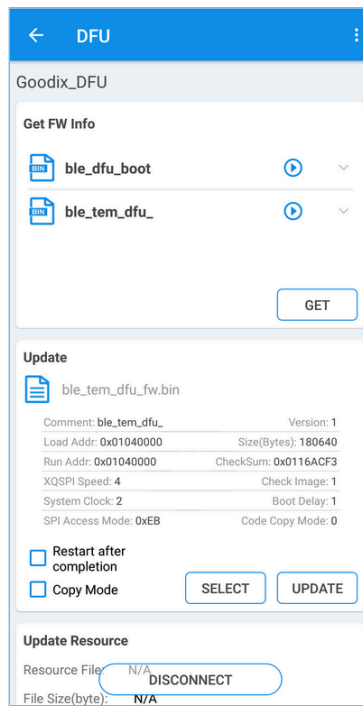 DFU
Goodix_DFU
Get FW Info
BIN ble_dfu_boot
BIN ble_tem_dfu_
GET
Update
ble_tem_dfu_fw.bin
Comment: ble_tem_dfu_ Version: 1
Load Addr: 0x01040000 Size(Bytes): 180640
Run Addr: 0x01040000 CheckSum: 0x0116ACF3
XQSPI Speed: 4 Check Image: 1
System Clock: 2 Boot Delay: 1
SPI Access Mode: 0xEB Code Copy Mode: 0
Restart after
completion
Copy Mode SELECT UPDATE
Update Resource
Resource File: N/A
DISCONNECT
File Size(byte): N/A